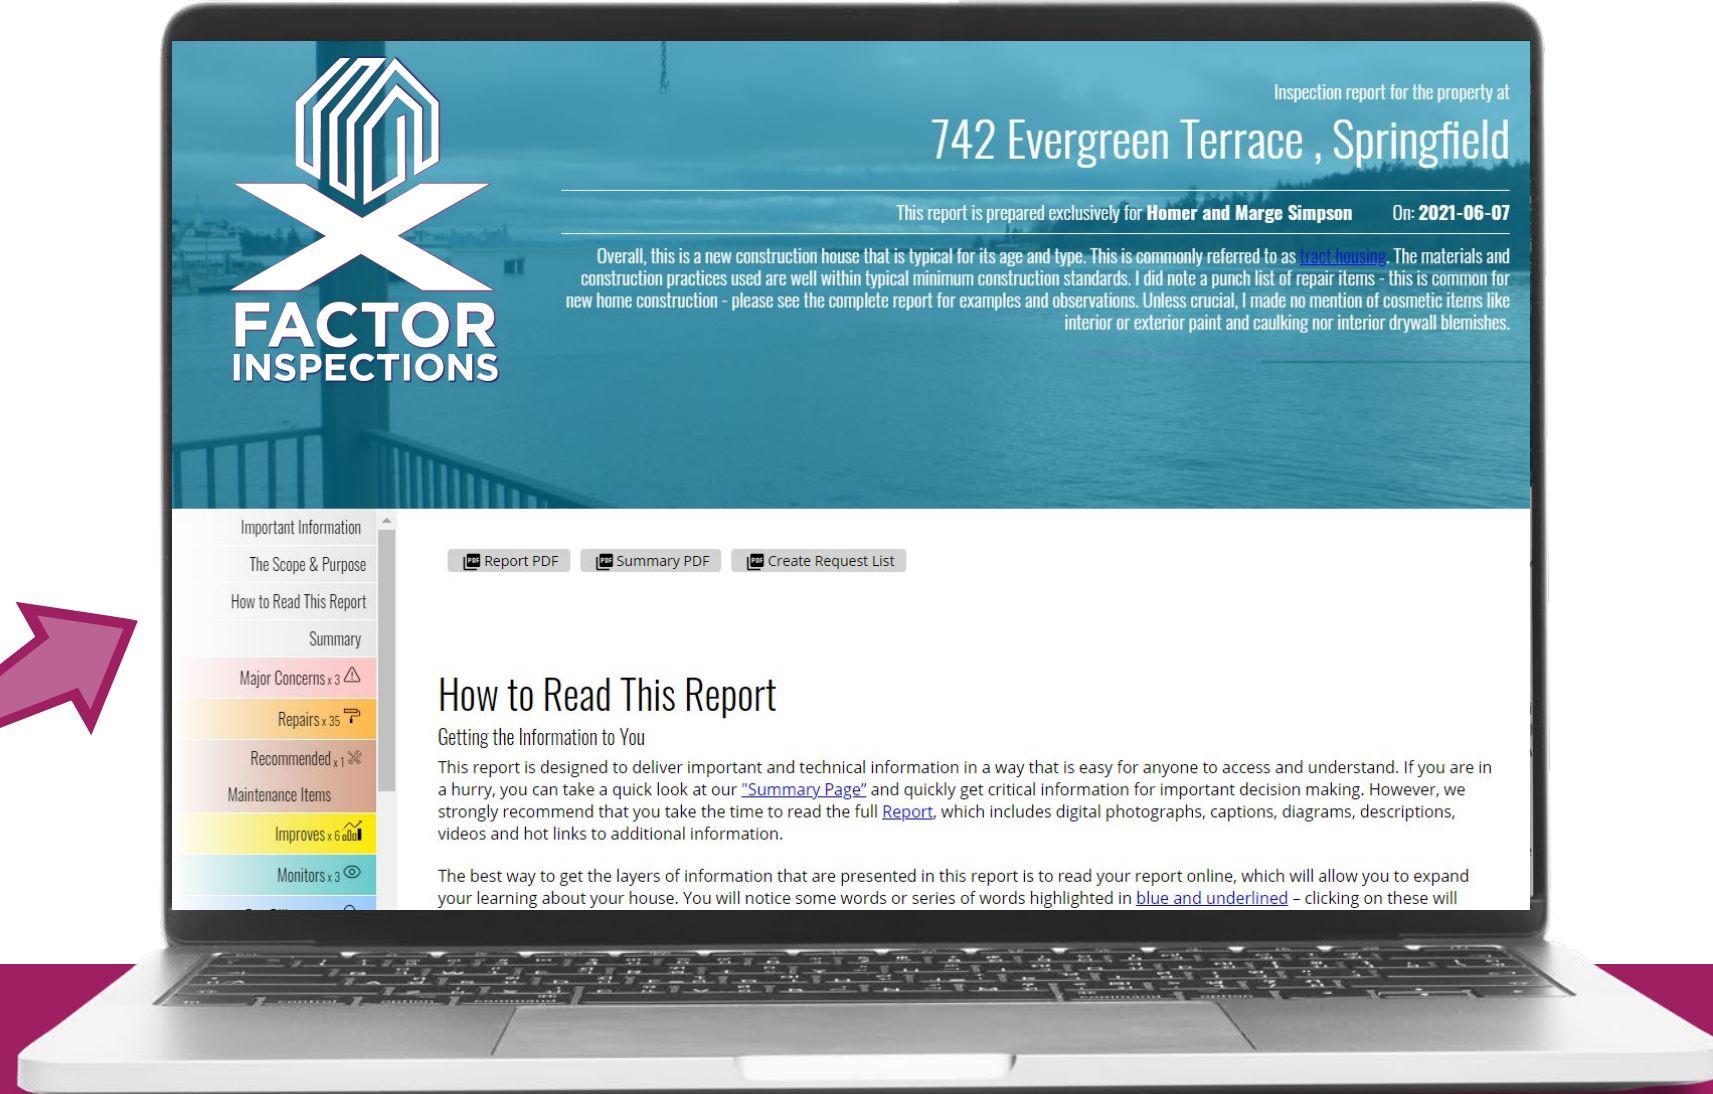 FACTOR
INSPECTIONS
Inspection report for the property at
742 Evergreen Terrace , Springfield
This report is prepared exclusively for Homer and Marge Simpson On: 2021-06-07
Overall, this is a new construction house that is typical for its age and type. This is commonly referred to as tract housing. The materials and
construction practices used are well within typical minimum construction standards. I did note a punch list of repair items - this is common for
new home construction - please see the complete report for examples and observations. Unless crucial, I made no mention of cosmetic items like
interior or exterior paint and caulking nor interior drywall blemishes.
Important Information
The Scope & Purpose
How to Read This Report
Summary
Major Concerns x 3
Repairs x 35
Recommended x 1
Maintenance Items
Improves x 6
Monitors x 3
PDF Report PDF PDF Summary PDF PDF Create Request List
How to Read This Report
Getting the Information to You
This report is designed to deliver important and technical information in a way that is easy for anyone to access and understand. If you are in
a hurry, you can take a quick look at our "Summary Page” and quickly get critical information for important decision making. However, we
strongly recommend that you take the time to read the full Report, which includes digital photographs, captions, diagrams, descriptions,
videos and hot links to additional information.
The best way to get the layers of information that are presented in this report is to read your report online, which will allow you to expand
your learning about your house. You will notice some words or series of words highlighted in blue and underlined – clicking on these will
control option command command option